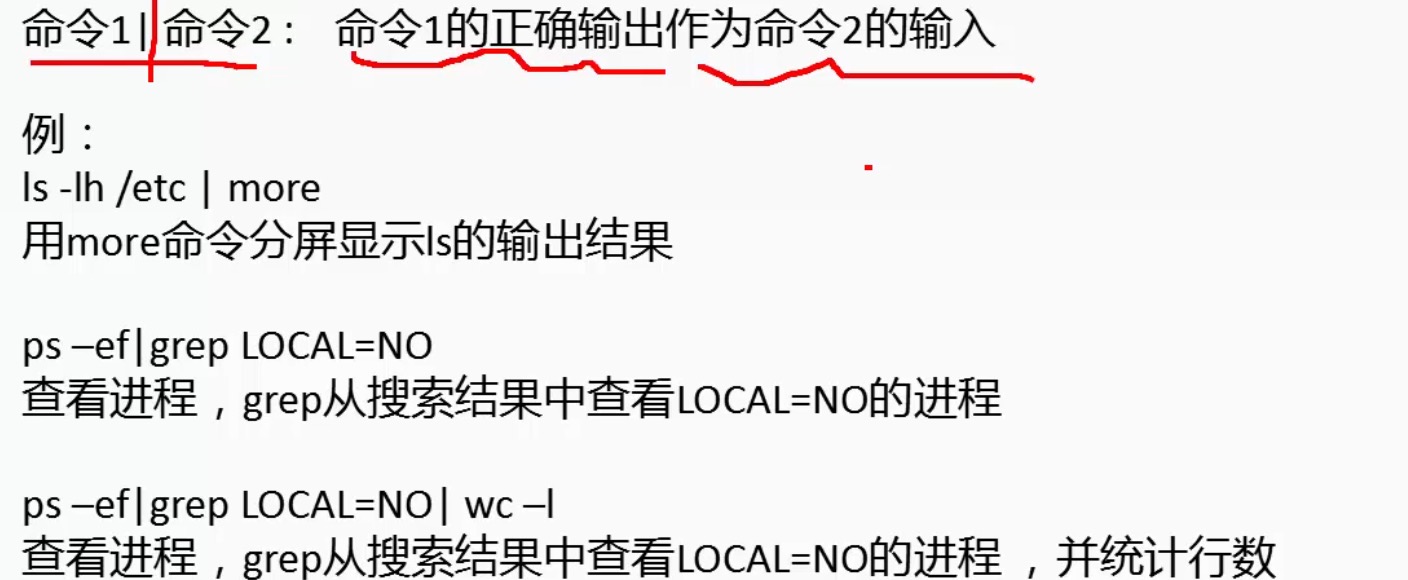 命令1| 命令2： 命令1的正确输出作为命令2的输入
例：
ls -lh /etc | more
用more命令分屏显示ls的输出结果
ps –ef|grep LOCAL=NO
查看进程，grep从搜索结果中查看LOCAL=NO的进程
ps –ef|grep LOCAL=NO| wc –l
查看进程，grep从搜索结果中查看LOCAL=NO的进程 ，并统计行数